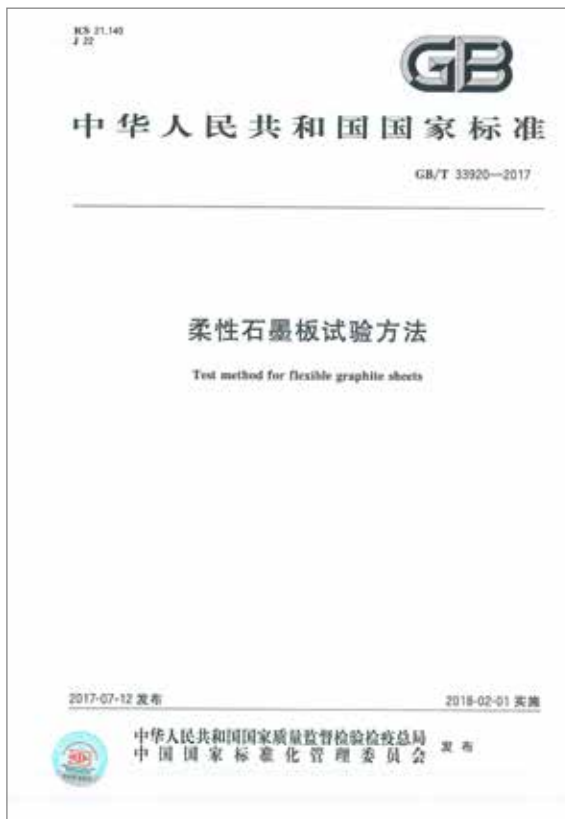 ICS 21.140
J 22
GB
中华人民共和国国家标准
GB/T 33920—2017
柔性石墨板试验方法
Test method for flexible graphite sheets
2017-07-12 发布
2018-02-01 实施
中华人民共和国国家质量监督检验检疫总局
中国国家标准化管理委员会
发布